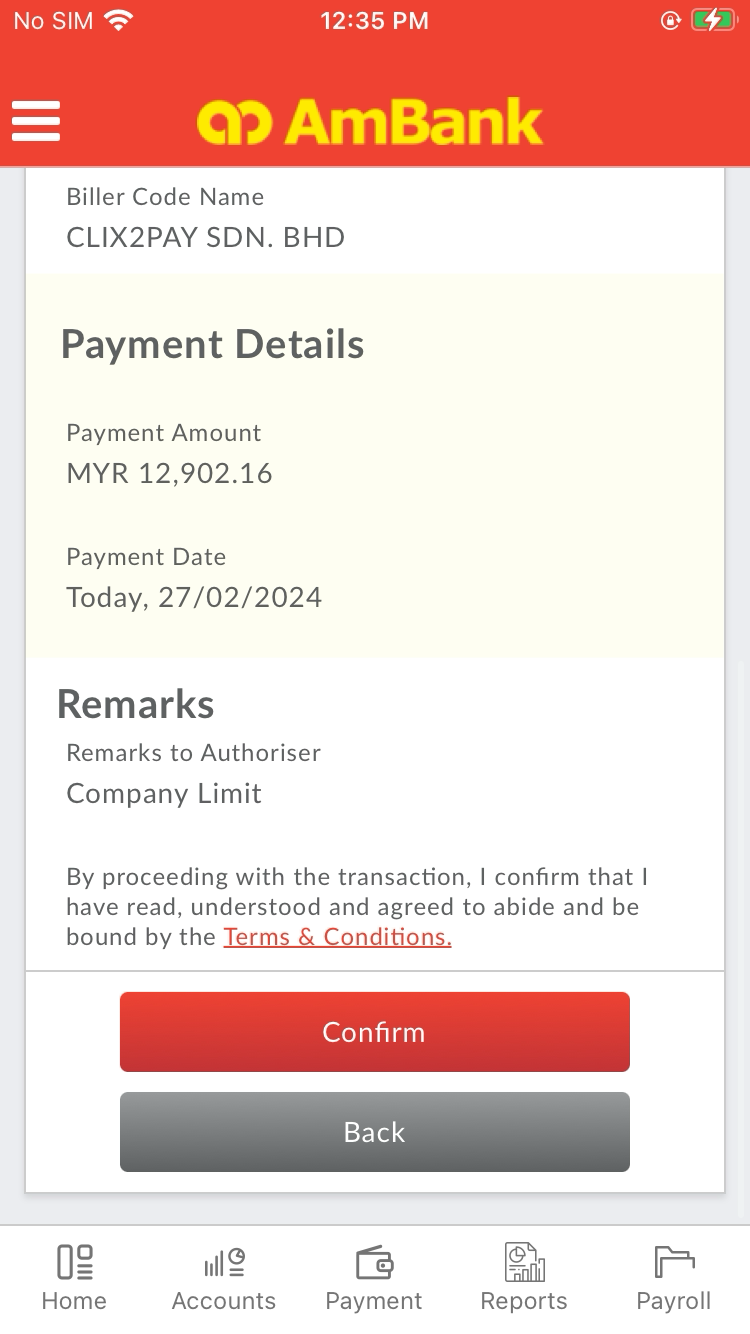 No SIM 12:35 PM
AmBank
Biller Code Name
CLIX2PAY SDN. BHD
Payment Details
Payment Amount
MYR 12,902.16
Payment Date
Today, 27/02/2024
Remarks
Remarks to Authoriser
Company Limit
By proceeding with the transaction, I confirm that I
have read, understood and agreed to abide and be
bound by the Terms & Conditions.
Confirm
Back
Home Accounts Payment Reports Payroll